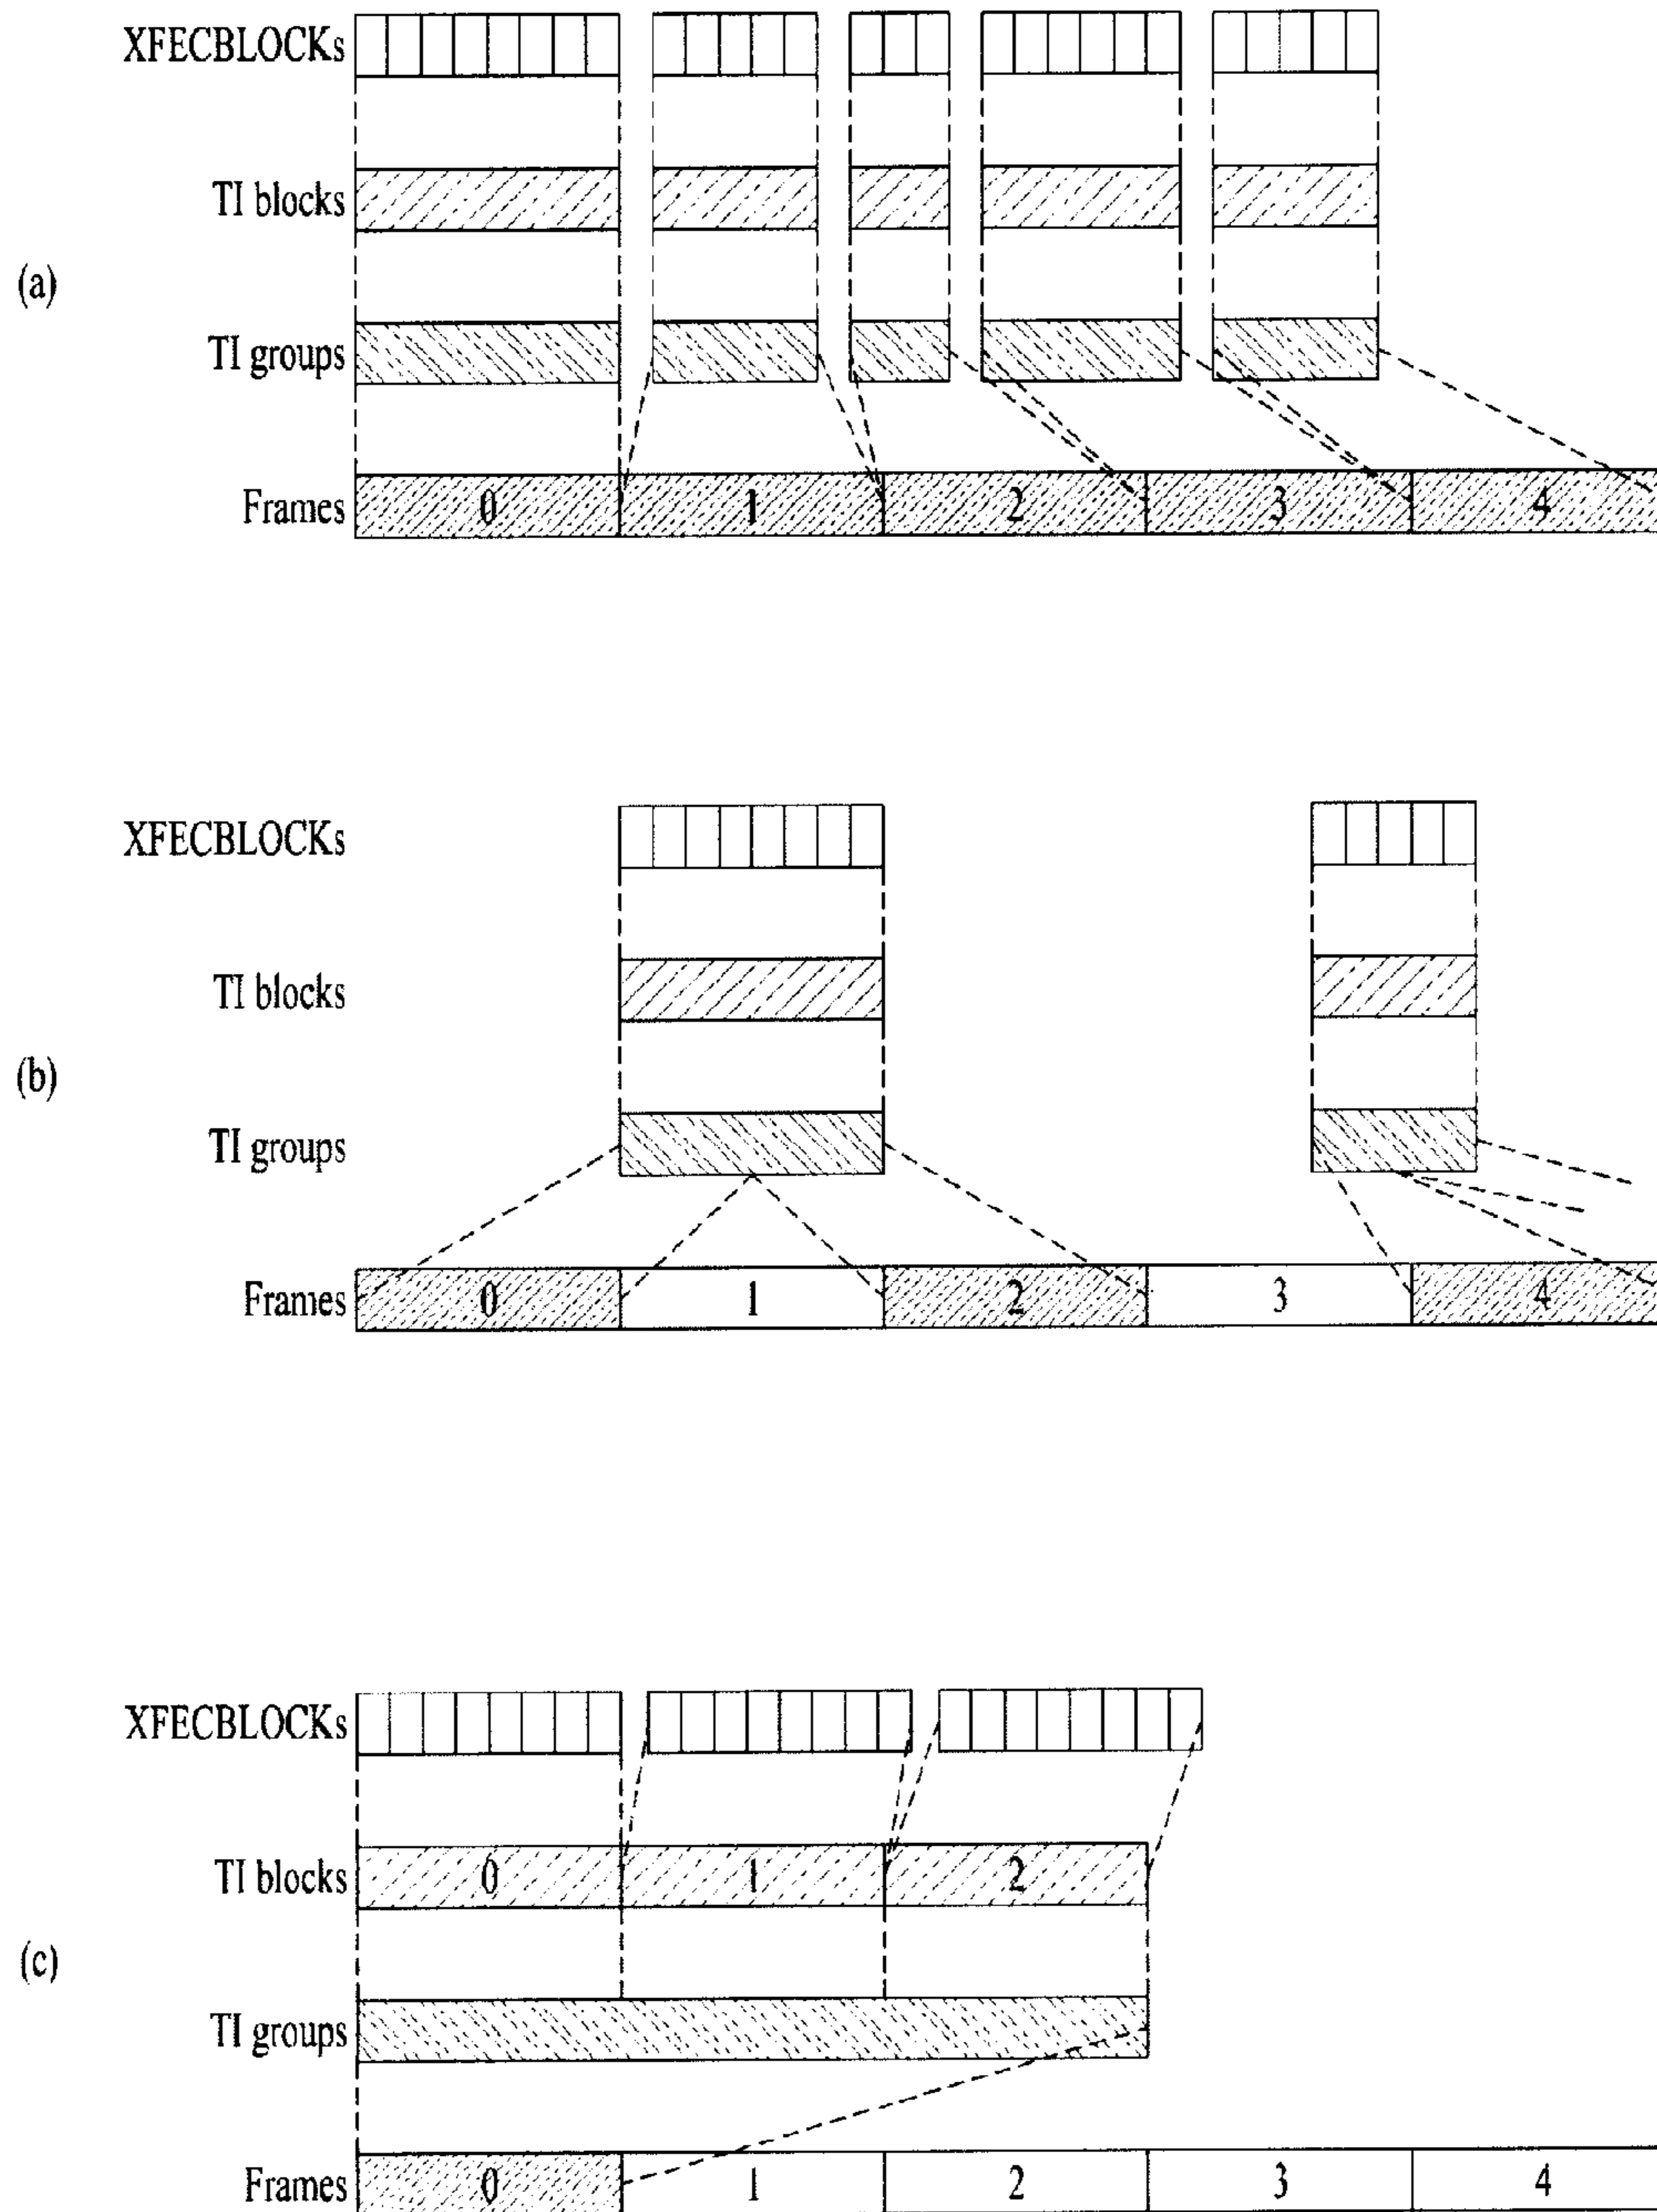 XFECBLOCKs
TI blocks
(a)
TI groups
Frames 0 1 2 3 4
XFECBLOCKs
TI blocks
(b)
TI groups
Frames 0 1 2 3 4
XFECBLOCKs
TI blocks 0 1 2
(c)
TI groups
Frames 0 1 2 3 4